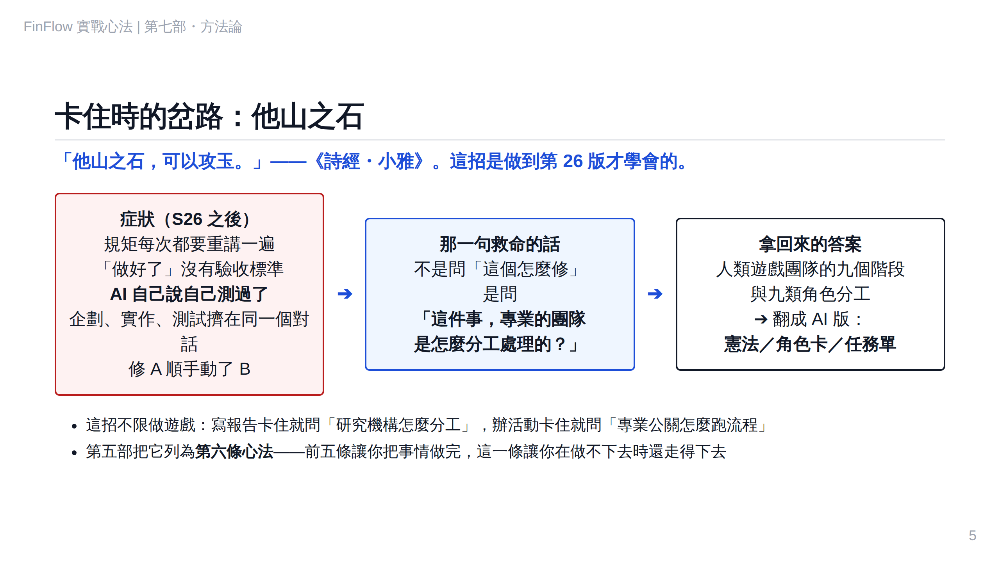 FinFlow 實戰心法 | 第七部・方法論
卡住時的岔路：他山之石
「他山之石，可以攻玉。」——《詩經・小雅》。這招是做到第 26 版才學會的。
症狀（S26 之後）
規矩每次都要重講一遍
「做好了」沒有驗收標準
AI 自己說自己測過了
企劃、實作、測試擠在同一個對
話
修 A 順手動了 B
➔
那一句救命的話
不是問「這個怎麼修」
是問
「這件事，專業的團隊
是怎麼分工處理的？」
➔
拿回來的答案
人類遊戲團隊的九個階段
與九類角色分工
➔ 翻成 AI 版：
憲法／角色卡／任務單
• 這招不限做遊戲：寫報告卡住就問「研究機構怎麼分工」，辦活動卡住就問「專業公關怎麼跑流程」
• 第五部把它列為第六條心法——前五條讓你把事情做完，這一條讓你在做不下去時還走得下去
5